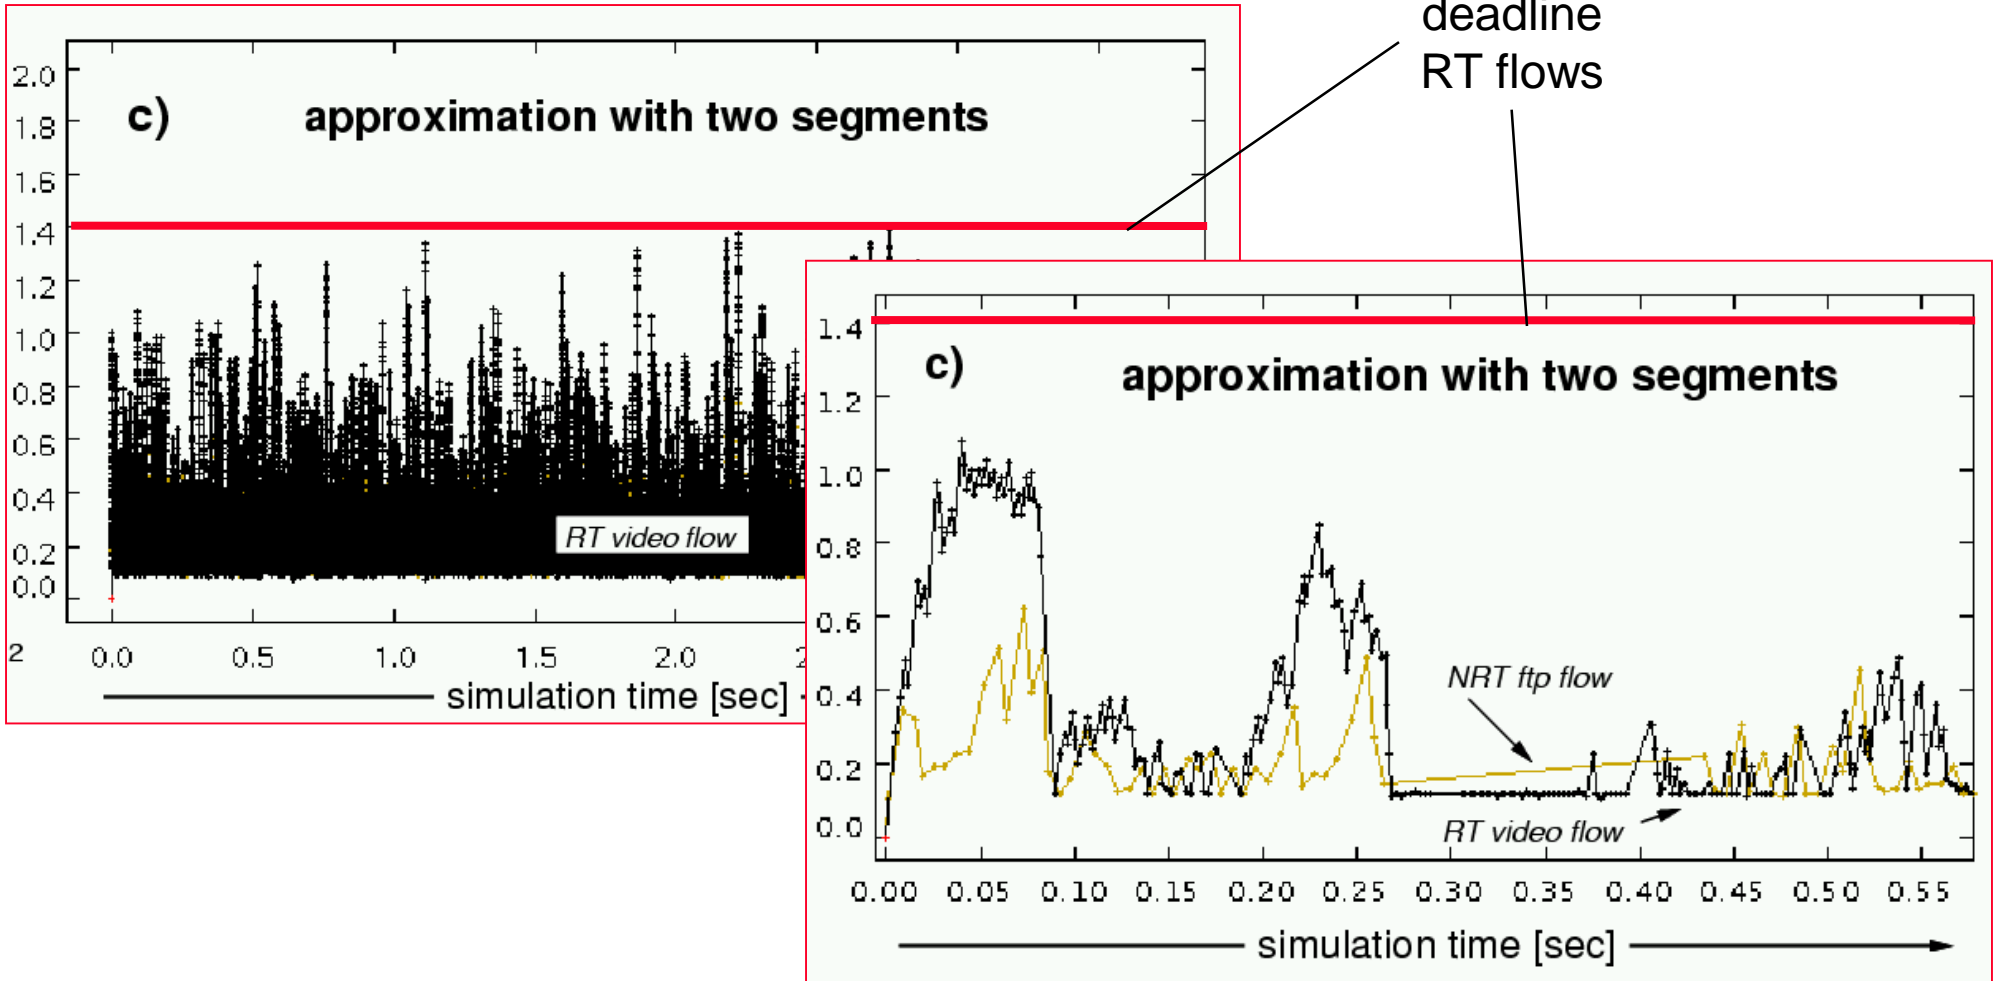 deadline
RT flows
c) approximation with two segments
2.0
1.8
1.6
1.4
1.2
1.0
0.8
0.6
0.4
0.2
0.0
RT video flow
2
0.0 0.5 1.0 1.5 2.0 2
simulation time [sec]
c) approximation with two segments
1.4
1.2
1.0
0.8
0.6
0.4
0.2
0.0
NRT ftp flow
RT video flow
0.00 0.05 0.10 0.15 0.20 0.25 0.30 0.35 0.40 0.45 0.50 0.55
simulation time [sec]